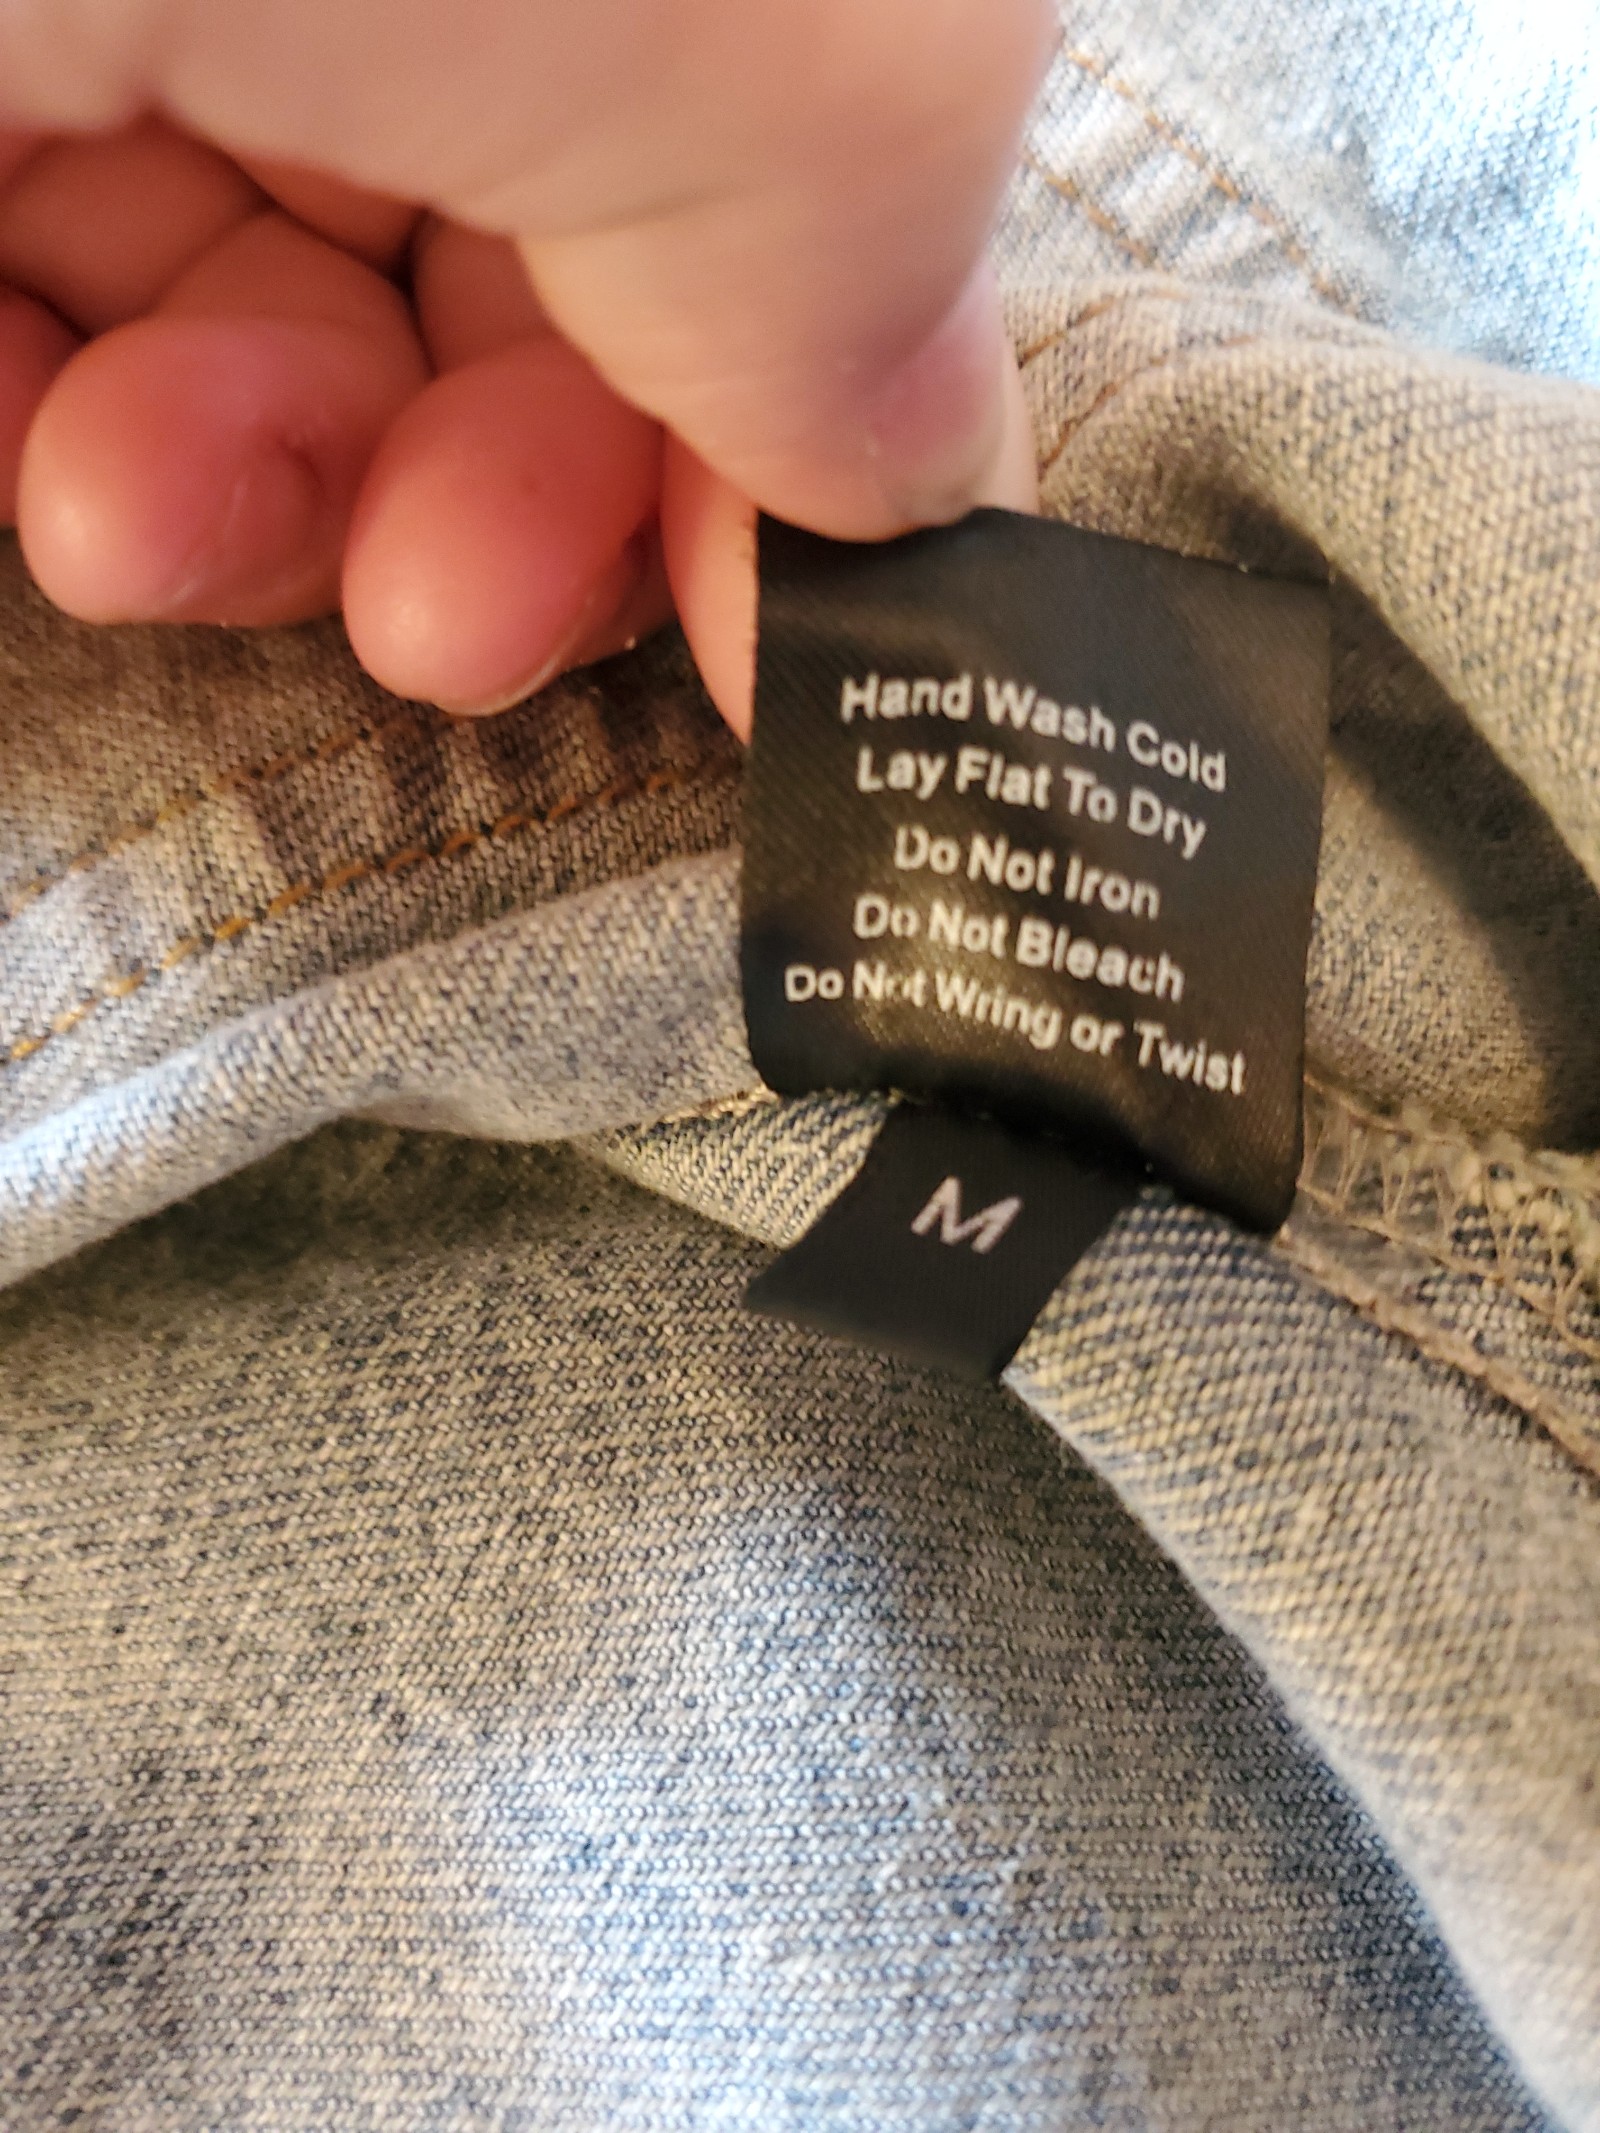 Hand Wash Cold
Lay Flat To Dry
Do Not Iron
Do Not Bleach
Do Not Wring or Twist
M